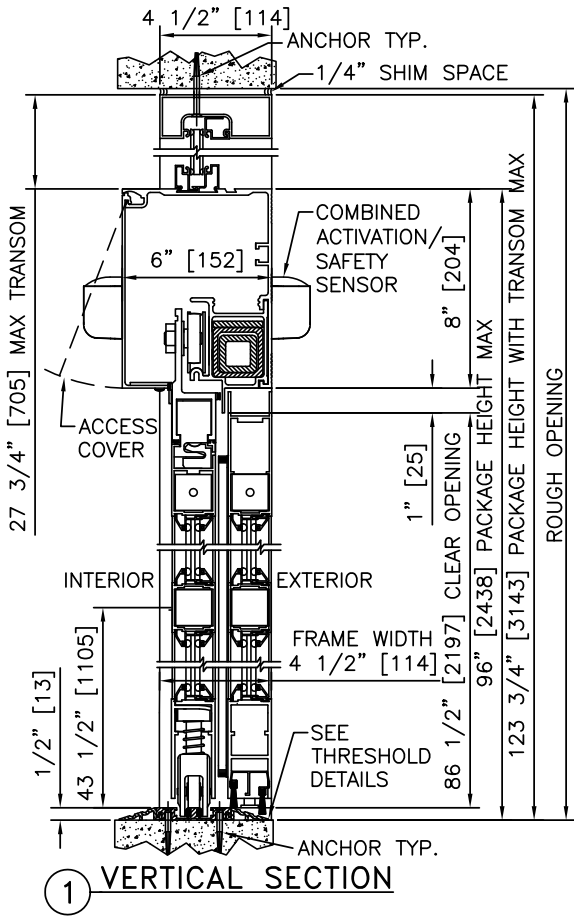 4 1/2" [114]
ANCHOR TYP.
1/4" SHIM SPACE
27 3/4" [705] MAX TRANSOM
6" [152]
COMBINED
ACTIVATION/
SAFETY
SENSOR
8" [204]
ACCESS
COVER
1" [25]
86 1/2" [2197] CLEAR OPENING
96" [2438] PACKAGE HEIGHT MAX
123 3/4" [3143] PACKAGE HEIGHT WITH TRANSOM MAX
ROUGH OPENING
INTERIOR
EXTERIOR
FRAME WIDTH
4 1/2" [114]
1/2" [13]
43 1/2" [1105]
SEE
THRESHOLD
DETAILS
ANCHOR TYP.
1 VERTICAL SECTION